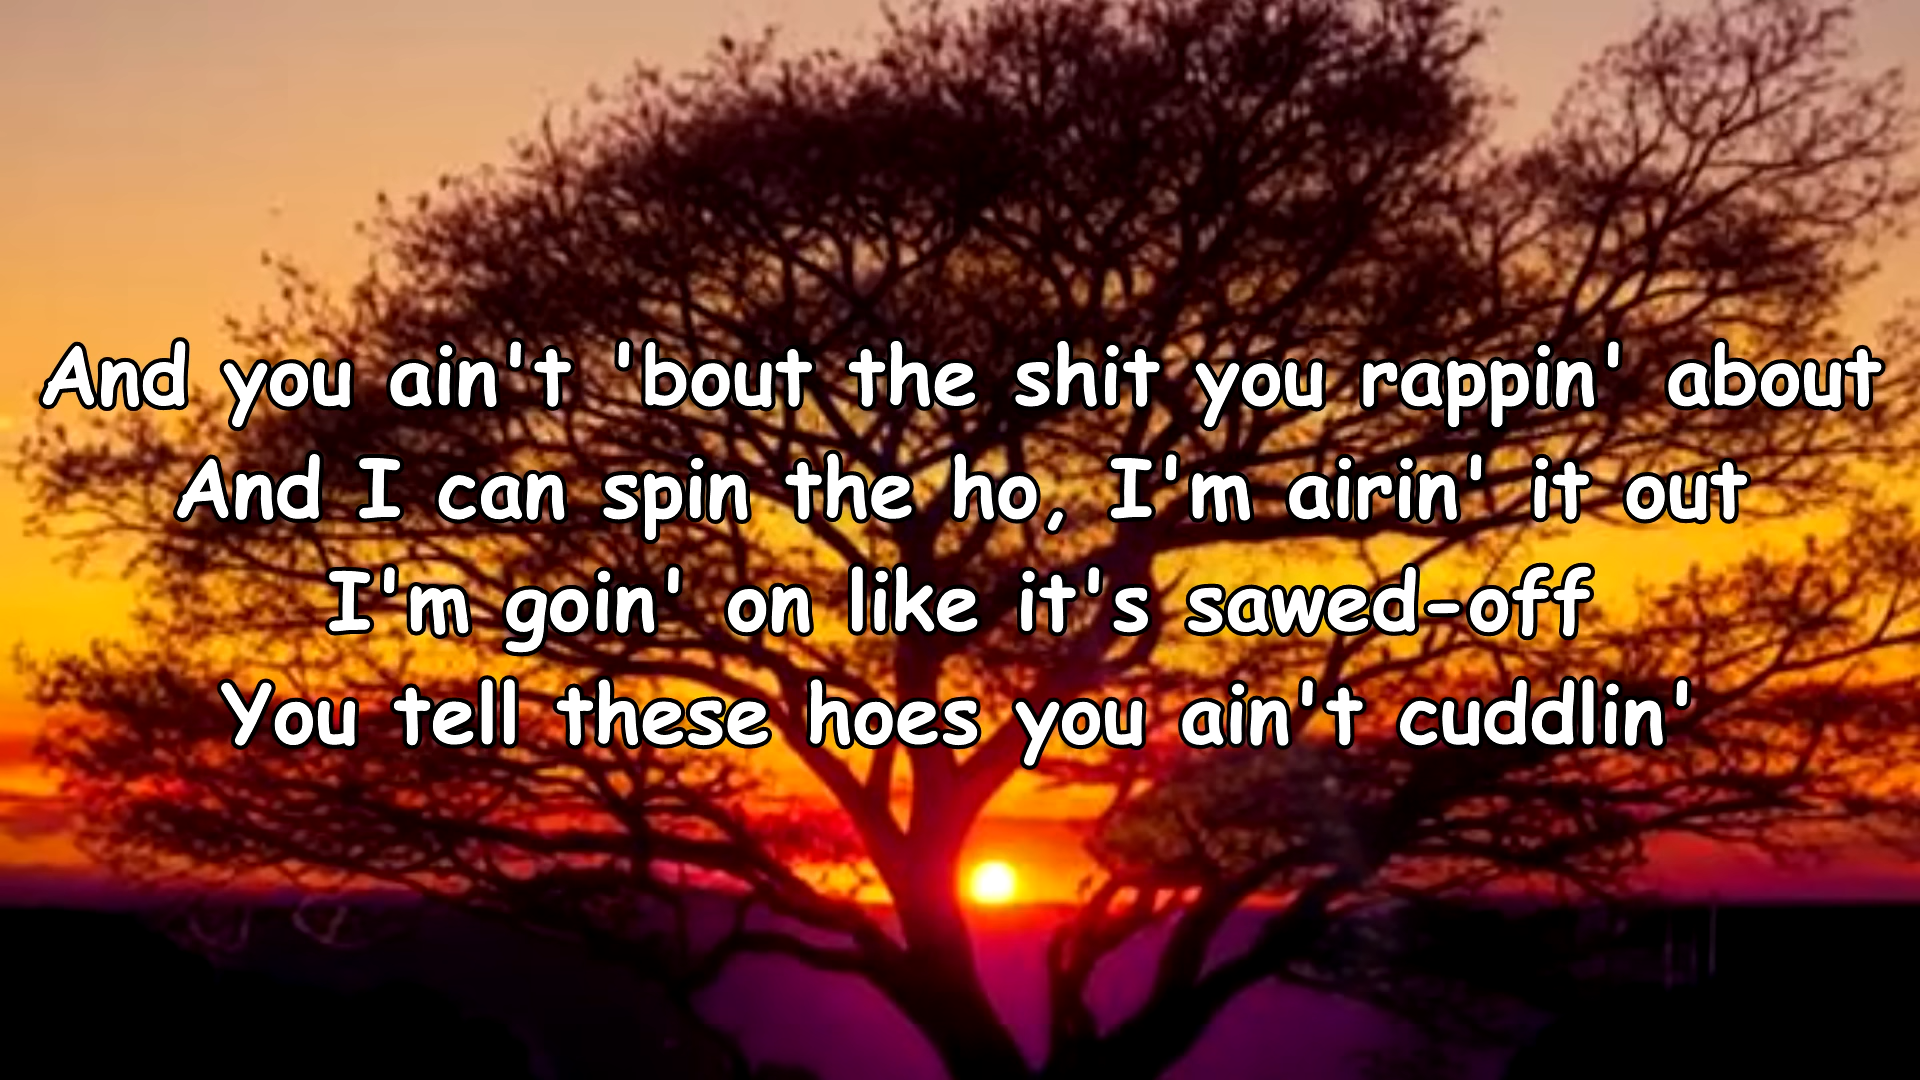 And you ain't 'bout the shit you rappin' about
And I can spin the ho, I'm airin' it out
I'm goin' on like it's sawed-off
You tell these hoes you ain't cuddlin'